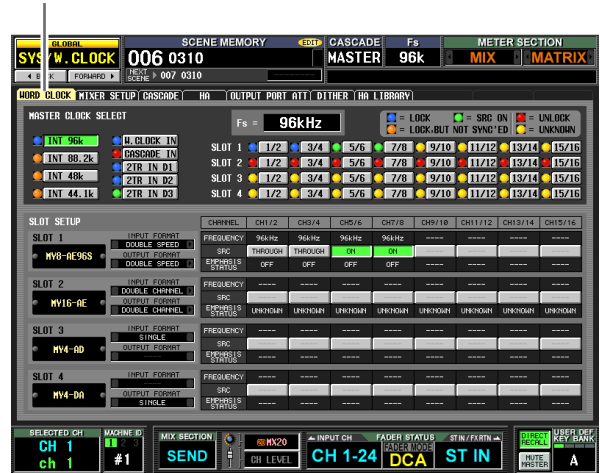 GLOBAL
SYS/W.CLOCK
SCENE MEMORY
EDIT
006 0310
CASCADE
MASTER
Fs
96k
METER SECTION
MIX
MATRIX
BACK
FORWARD
NEXT SCENE
007 0310
WORD CLOCK
MIXER SETUP
CASCADE
HA
OUTPUT PORT ATT
DITHER
HA LIBRARY
MASTER CLOCK SELECT
Fs = 96kHz
= LOCK
= SRC ON
= UNLOCK
= LOCK,BUT NOT SYNC'ED
= UNKNOWN
INT 96k
W.CLOCK IN
INT 88.2k
CASCADE IN
INT 48k
2TR IN D1
2TR IN D2
INT 44.1k
2TR IN D3
SLOT 1 1/2 3/4 5/6 7/8 9/10 11/12 13/14 15/16
SLOT 2 1/2 3/4 5/6 7/8 9/10 11/12 13/14 15/16
SLOT 3 1/2 3/4 5/6 7/8 9/10 11/12 13/14 15/16
SLOT 4 1/2 3/4 5/6 7/8 9/10 11/12 13/14 15/16
SLOT SETUP
CHANNEL CH1/2 CH3/4 CH5/6 CH7/8 CH9/10 CH11/12 CH13/14 CH15/16
SLOT 1
MY8-AE96S
INPUT FORMAT
DOUBLE SPEED
OUTPUT FORMAT
DOUBLE SPEED
FREQUENCY 96kHz 96kHz 96kHz 96kHz ---- ---- ---- ----
SRC THROUGH THROUGH ON ON ---- ---- ---- ----
EMPHASIS STATUS OFF OFF OFF OFF ---- ---- ---- ----
SLOT 2
MY16-AE
INPUT FORMAT
DOUBLE CHANNEL
OUTPUT FORMAT
DOUBLE CHANNEL
FREQUENCY ---- ---- ---- ---- ---- ---- ---- ----
SRC ---- ---- ---- ---- ---- ---- ---- ----
EMPHASIS STATUS UNKNOWN UNKNOWN UNKNOWN UNKNOWN UNKNOWN UNKNOWN UNKNOWN UNKNOWN
SLOT 3
MY4-AD
INPUT FORMAT
SINGLE
OUTPUT FORMAT
----
FREQUENCY ---- ---- ---- ---- ---- ---- ---- ----
SRC ---- ---- ---- ---- ---- ---- ---- ----
EMPHASIS STATUS ---- ---- ---- ---- ---- ---- ---- ----
SLOT 4
MY4-DA
INPUT FORMAT
----
OUTPUT FORMAT
SINGLE
FREQUENCY ---- ---- ---- ---- ---- ---- ---- ----
SRC ---- ---- ---- ---- ---- ---- ---- ----
EMPHASIS STATUS ---- ---- ---- ---- ---- ---- ---- ----
SELECTED CH
CH 1
ch 1
MACHINE ID
1 2 3
#1
MIX SECTION
SEND
MX20
CH LEVEL
INPUT CH
FADER STATUS
ST IN / FX RTN
CH 1-24
FADER MODE
DCA
ST IN
DIRECT RECALL
MUTE MASTER
USER DEF KEY BANK
A